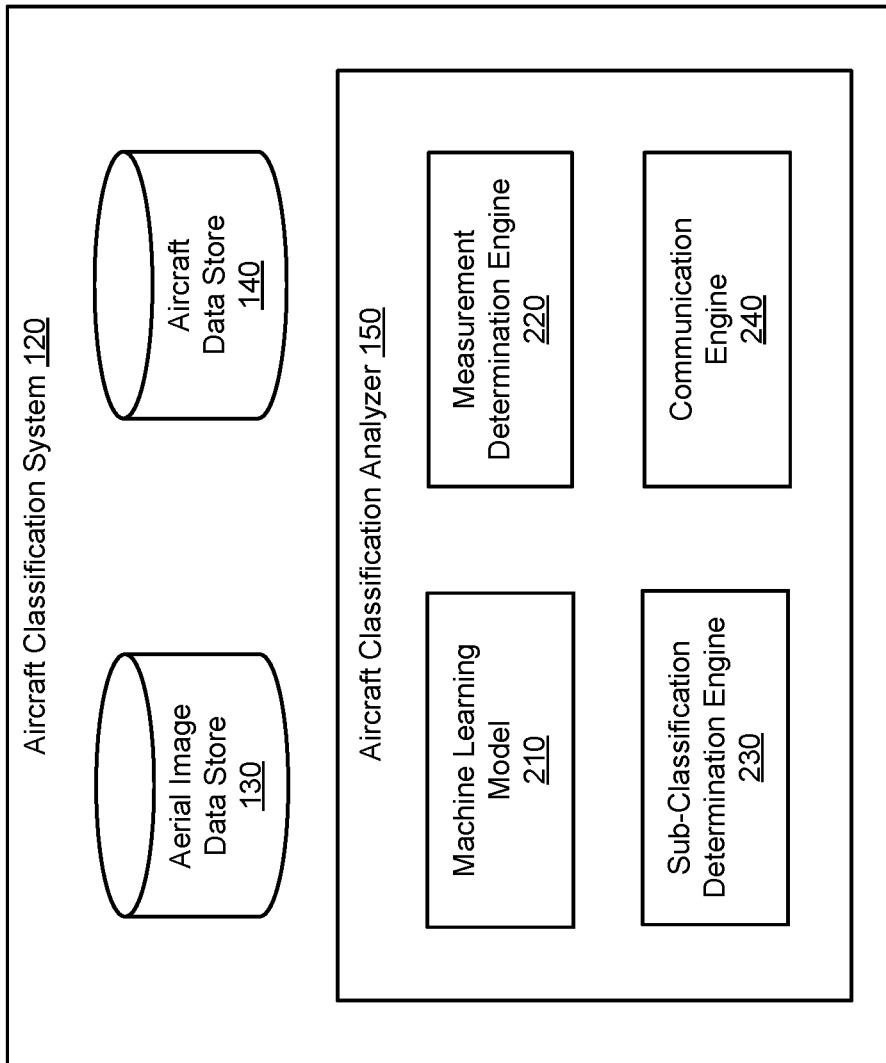 Aircraft Classification System 120
Aerial Image
Data Store
130
Aircraft
Data Store
140
Aircraft Classification Analyzer 150
Machine Learning
Model
210
Measurement
Determination Engine
220
Sub-Classification
Determination Engine
230
Communication
Engine
240